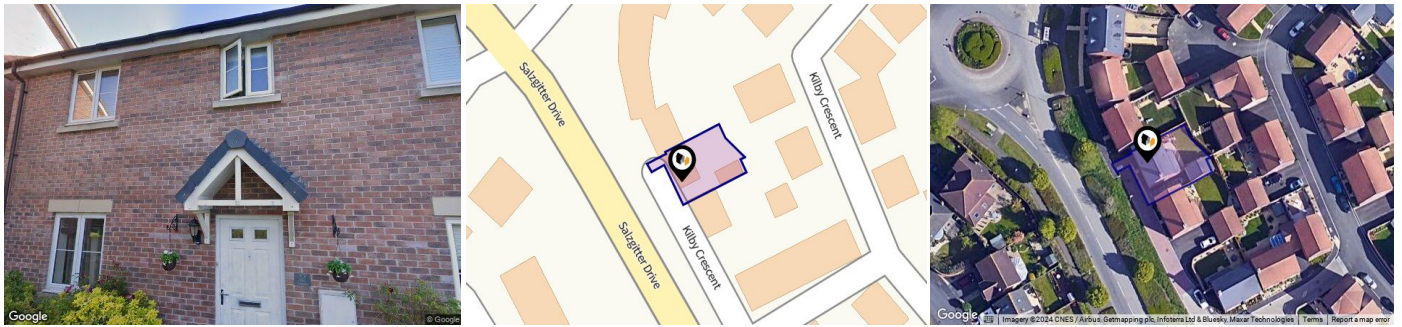 Google
© Google
Salzgitter Drive
Salzgitter Drive
Kilby Crescent
Kilby Crescent
Google
Imagery ©2024 CNES / Airbus, Getmapping plc, Infoterra Ltd & Bluesky, Maxar Technologies
Terms
Report a map error